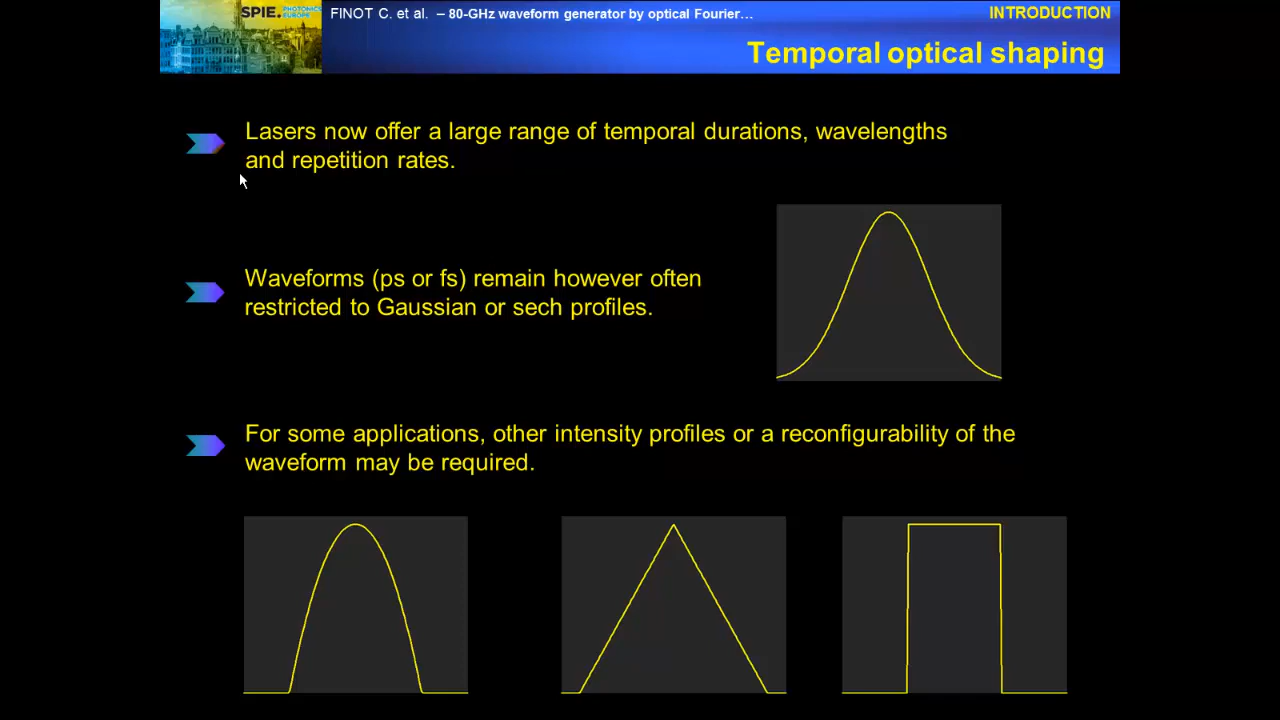 SPIE. PHOTONICS
EUROPE
FINOT C. et al. – 80-GHz waveform generator by optical Fourier…
INTRODUCTION
Temporal optical shaping
Lasers now offer a large range of temporal durations, wavelengths
and repetition rates.
Waveforms (ps or fs) remain however often
restricted to Gaussian or sech profiles.
For some applications, other intensity profiles or a reconfigurability of the
waveform may be required.